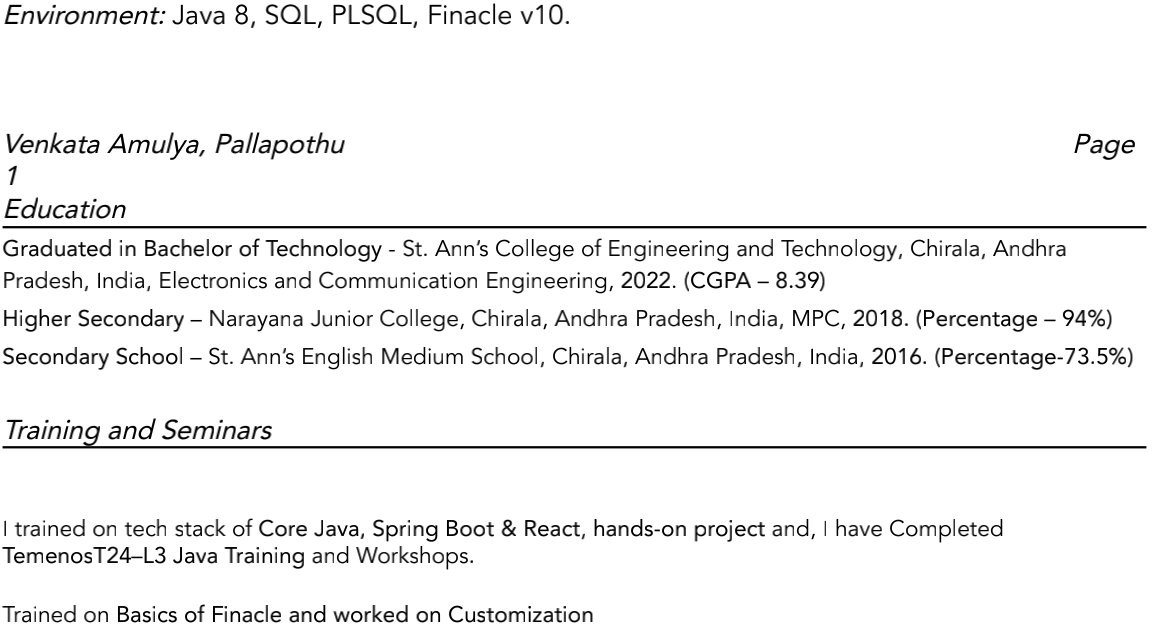 Environment: Java 8, SQL, PLSQL, Finacle v10.
Venkata Amulya, Pallapothu Page
1
Education
Graduated in Bachelor of Technology - St. Ann’s College of Engineering and Technology, Chirala, Andhra
Pradesh, India, Electronics and Communication Engineering, 2022. (CGPA – 8.39)
Higher Secondary – Narayana Junior College, Chirala, Andhra Pradesh, India, MPC, 2018. (Percentage – 94%)
Secondary School – St. Ann’s English Medium School, Chirala, Andhra Pradesh, India, 2016. (Percentage-73.5%)
Training and Seminars
I trained on tech stack of Core Java, Spring Boot & React, hands-on project and, I have Completed
TemenosT24–L3 Java Training and Workshops.
Trained on Basics of Finacle and worked on Customization